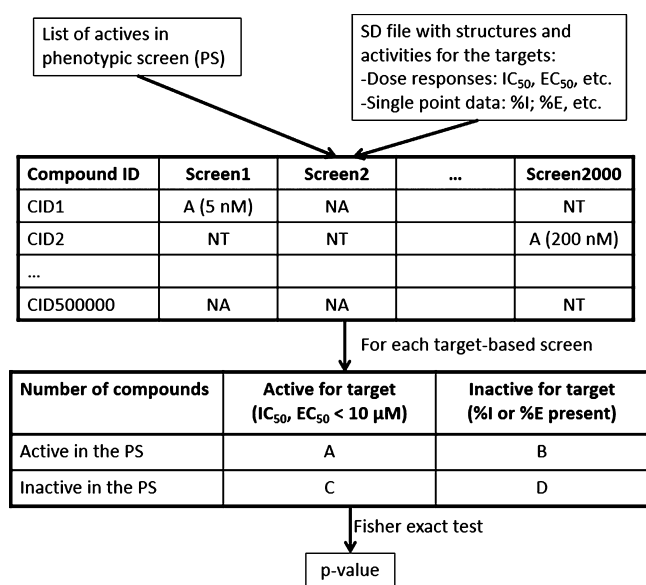 List of actives in
phenotypic screen (PS)
SD file with structures and
activities for the targets:
-Dose responses: IC50, EC50, etc.
-Single point data: %I; %E, etc.
Compound ID Screen1 Screen2 ... Screen2000
CID1 A (5 nM) NA NT
CID2 NT NT A (200 nM)
...
CID500000 NA NA NT
For each target-based screen
Number of compounds Active for target Inactive for target
(IC50, EC50 < 10 µM) (%I or %E present)
Active in the PS A B
Inactive in the PS C D
Fisher exact test
p-value